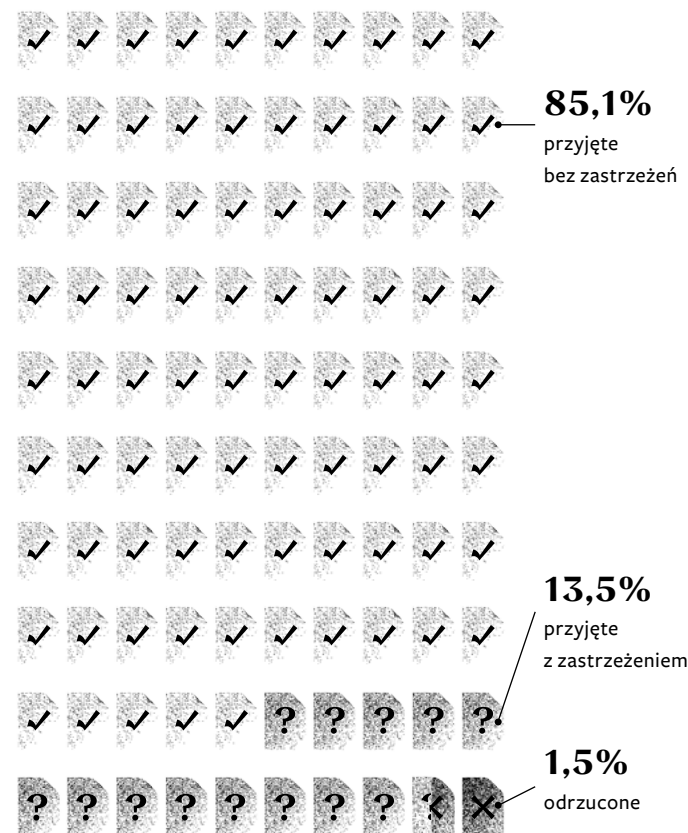 85,1%
przyjęte
bez zastrzeżeń
13,5%
przyjęte
z zastrzeżeniem
? ? ? ? ?
1,5%
odrzucone
? ? ? ? ? ? ? ?